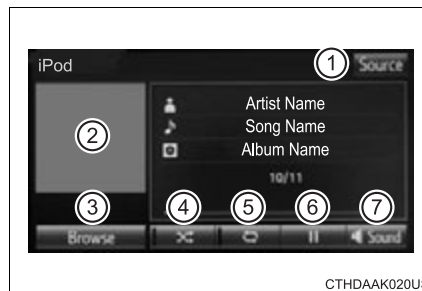 iPod
1 Source
Artist Name
2 Song Name
Album Name
10/11
3 4 5 6 7
Browse Sound
CTHDAAK020US